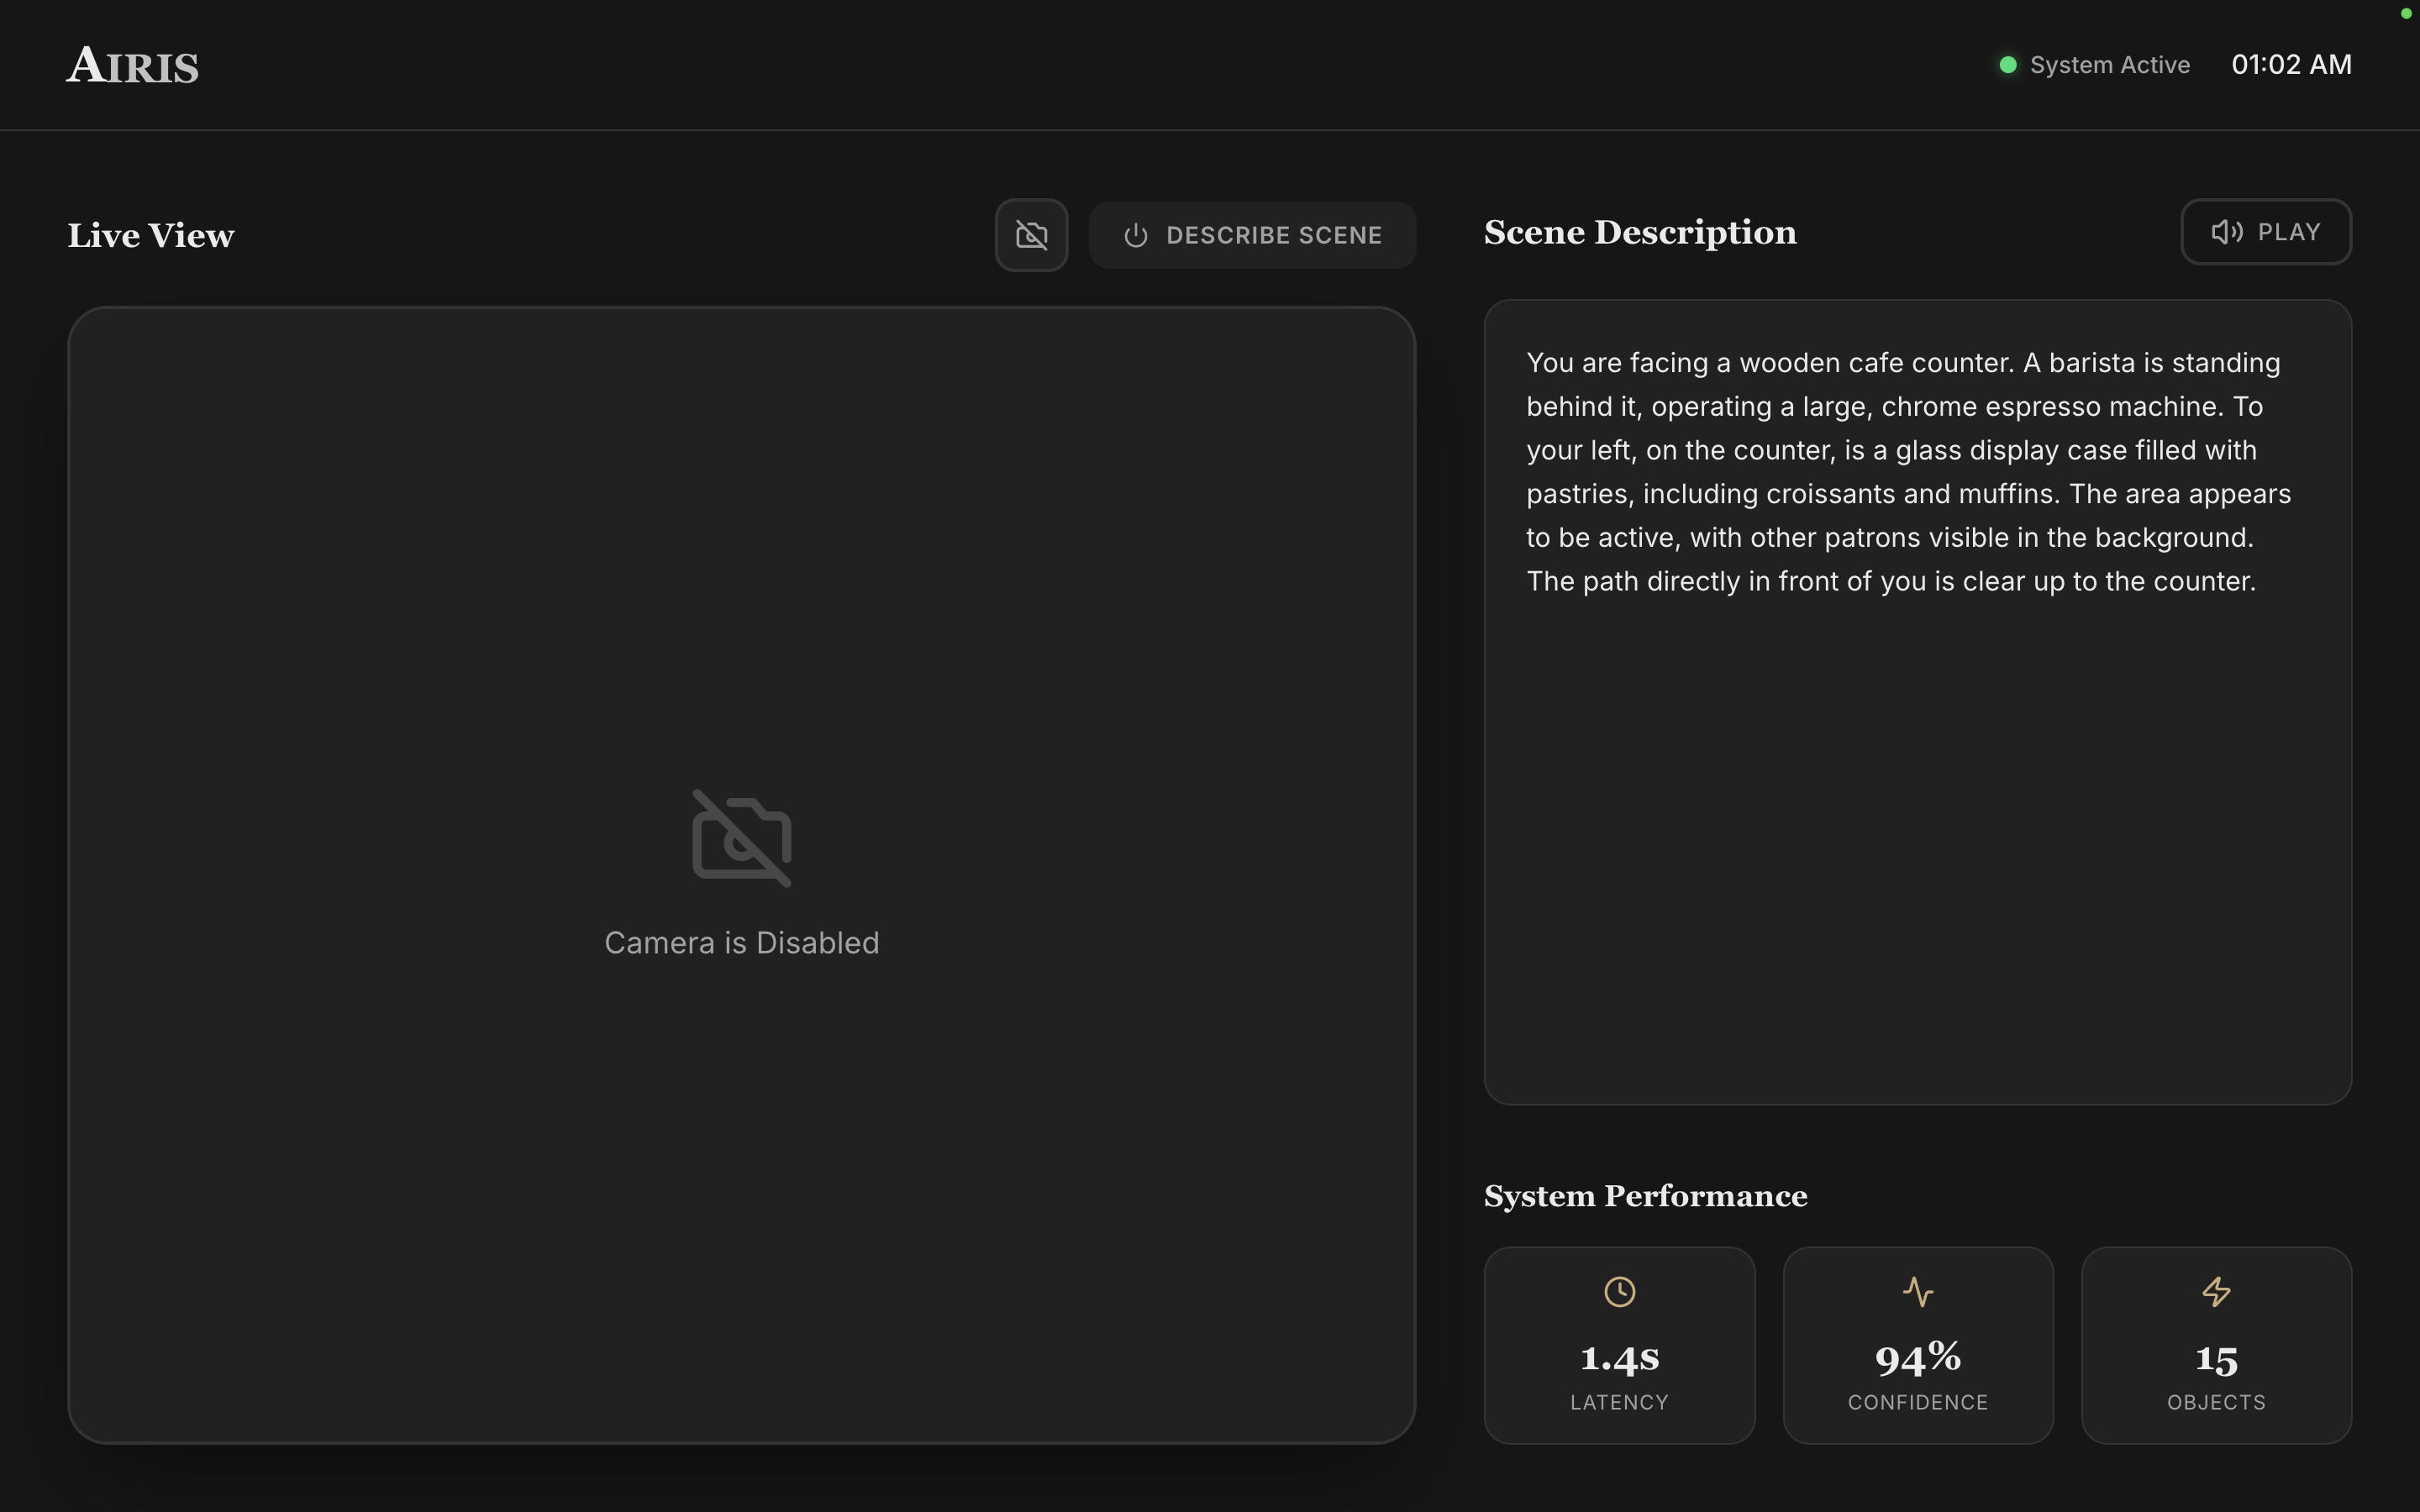 AIRIS
System Active 01:02 AM
Live View
DESCRIBE SCENE
Camera is Disabled
Scene Description
PLAY
You are facing a wooden cafe counter. A barista is standing
behind it, operating a large, chrome espresso machine. To
your left, on the counter, is a glass display case filled with
pastries, including croissants and muffins. The area appears
to be active, with other patrons visible in the background.
The path directly in front of you is clear up to the counter.
System Performance
1.4s
LATENCY
94%
CONFIDENCE
15
OBJECTS